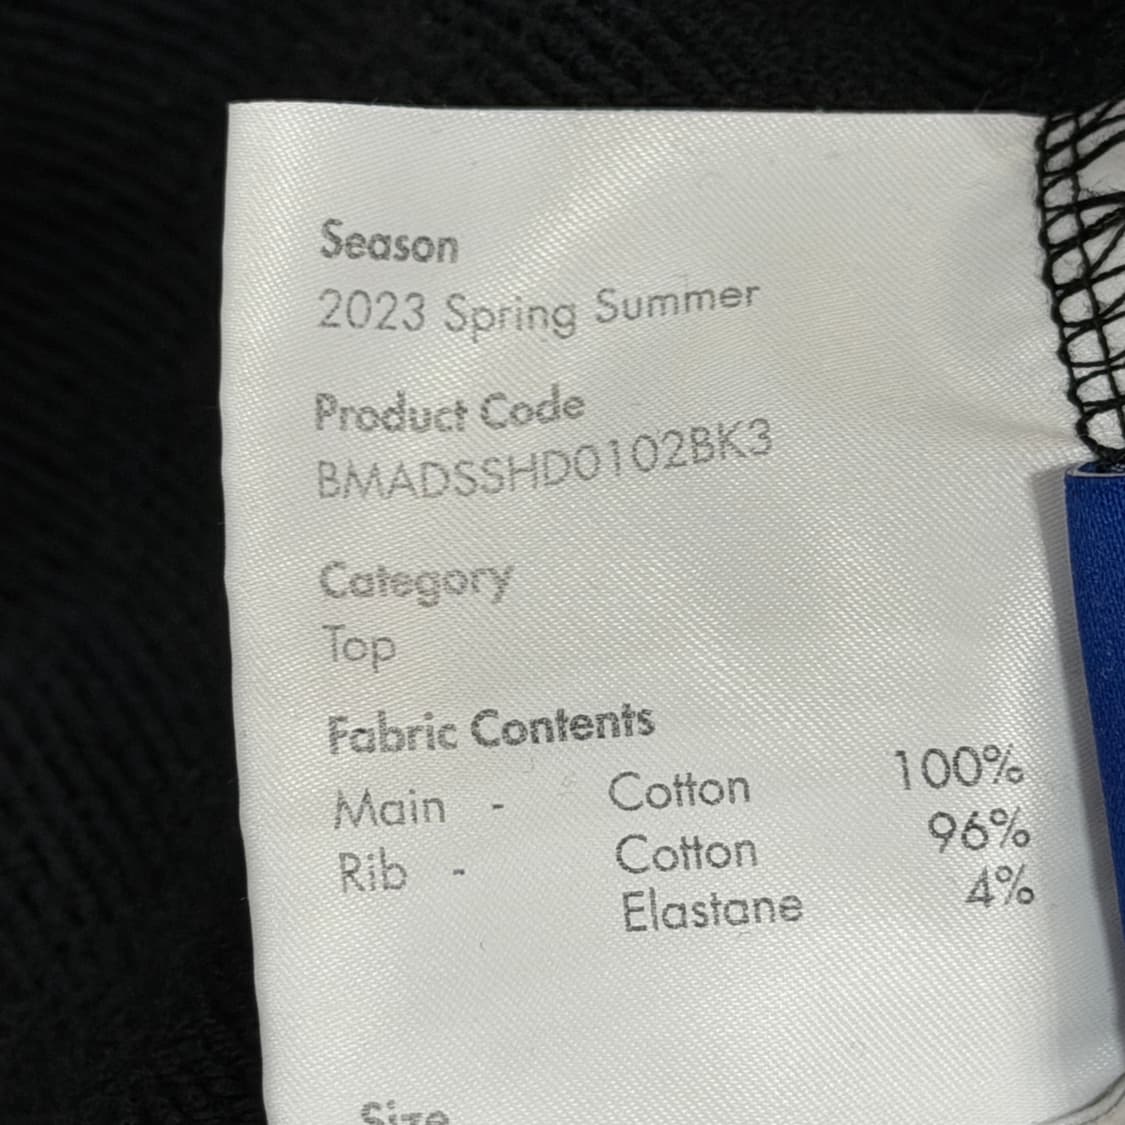 Season
2023 Spring Summer
Product Code
BMADSSHD0102BK3
Category
Top
Fabric Contents
Main - Cotton 100%
Rib - Cotton 96%
Elastane 4%
Size